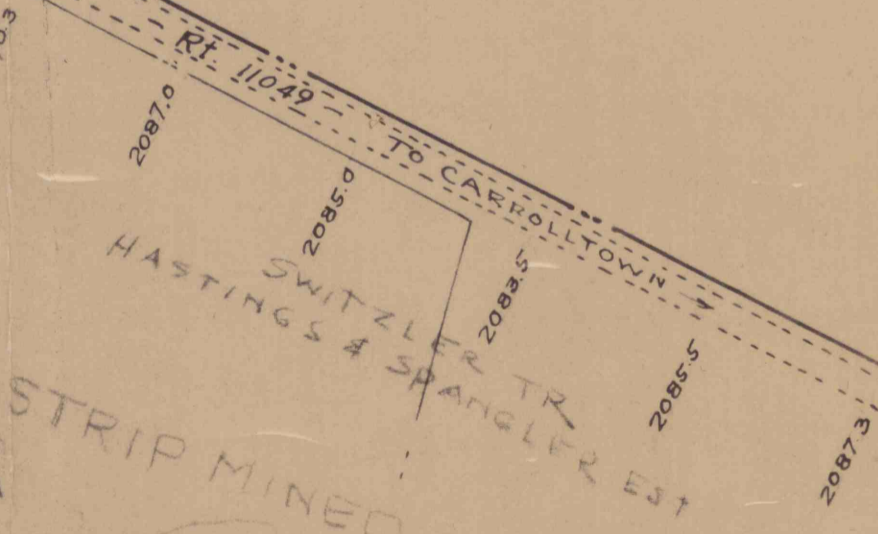 Rt. 11049 TO CARROLLTOWN →
2087.0
2085.0
2083.5
2085.5
2087.3
SWITZLER TR
HASTINGS & SPANGLER EST
STRIP MINED